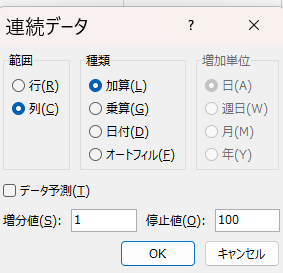 連続データ ? ×
範囲 種類 増加単位
行(R) 加算(L) 日(A)
列(C) 乗算(G) 週日(W)
日付(D) 月(M)
オートフィル(F) 年(Y)
データ予測(T)
増分値(S): 1 停止値(O): 100
OK キャンセル